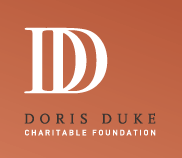 DD
DORIS DUKE
CHARITABLE FOUNDATION